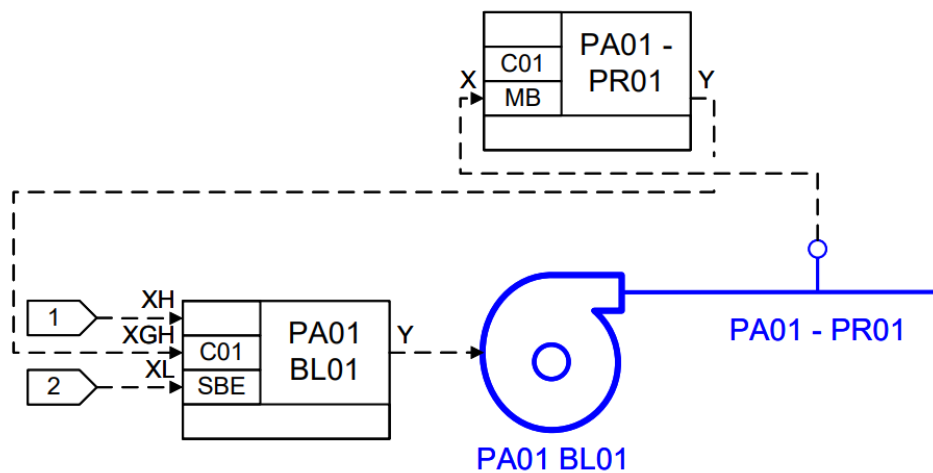 PA01 -
PR01
C01
MB
X
Y
1
XH
XGH
2
XL
C01
SBE
PA01
BL01
Y
PA01 - PR01
PA01 BL01